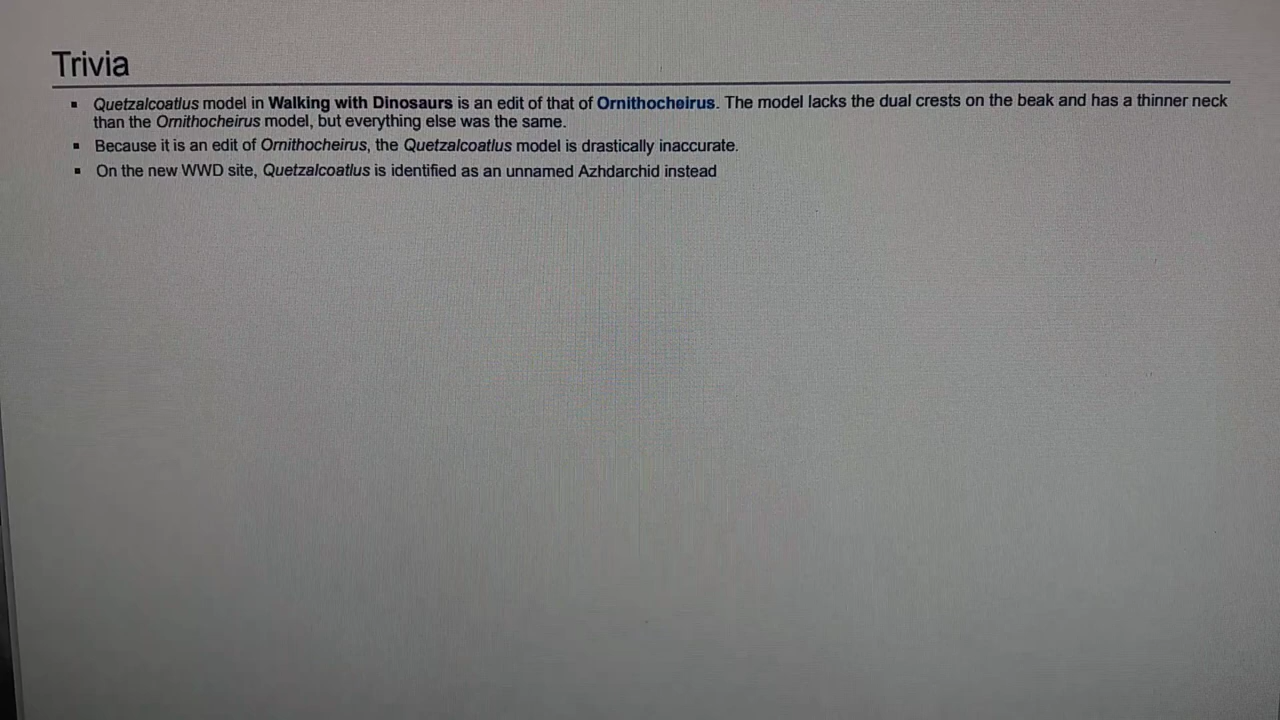 Trivia
Quetzalcoatlus model in Walking with Dinosaurs is an edit of that of Ornithocheirus. The model lacks the dual crests on the beak and has a thinner neck
than the Ornithocheirus model, but everything else was the same.
Because it is an edit of Ornithocheirus, the Quetzalcoatlus model is drastically inaccurate.
On the new WWD site, Quetzalcoatlus is identified as an unnamed Azhdarchid instead